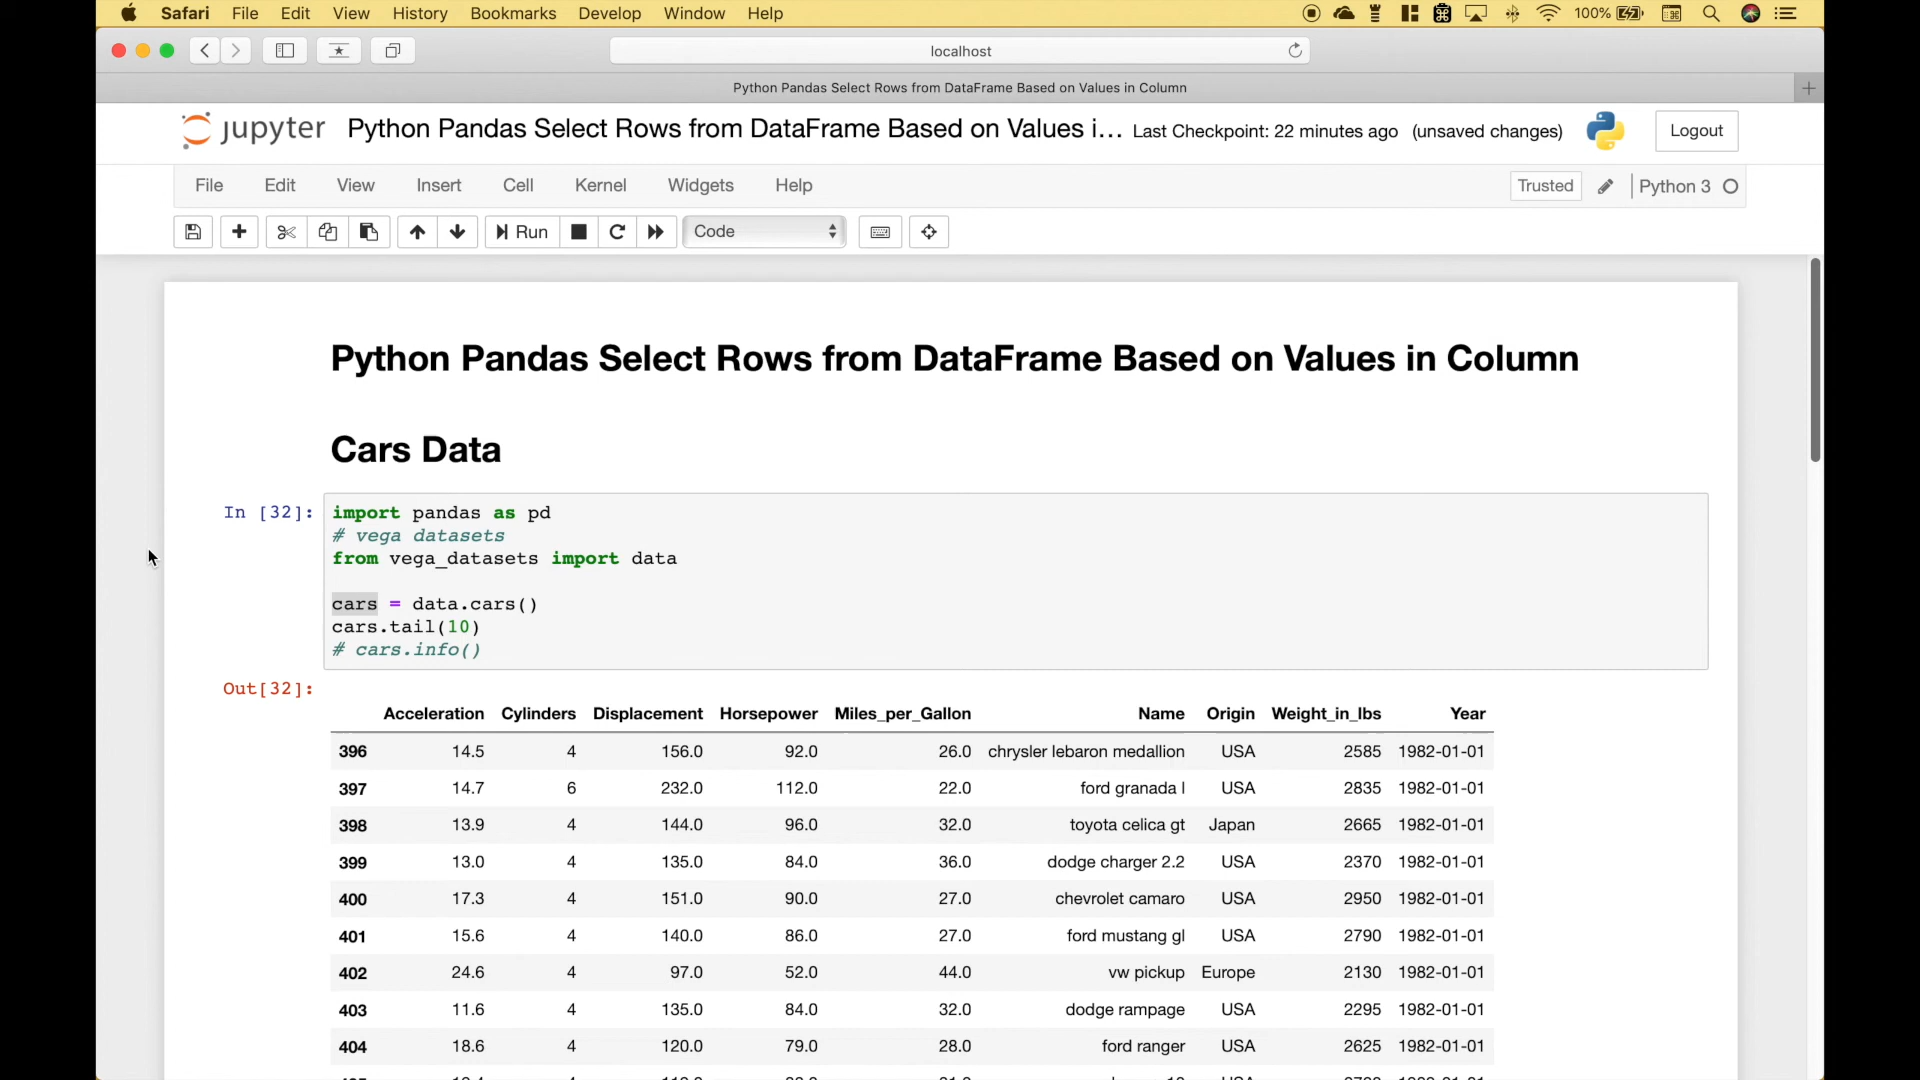 Safari File Edit View History Bookmarks Develop Window Help 100%
localhost
Python Pandas Select Rows from DataFrame Based on Values in Column
jupyter Python Pandas Select Rows from DataFrame Based on Values i... Last Checkpoint: 22 minutes ago (unsaved changes) Logout
File Edit View Insert Cell Kernel Widgets Help Trusted Python 3
Run Code
Python Pandas Select Rows from DataFrame Based on Values in Column
Cars Data
In [32]: import pandas as pd
# vega datasets
from vega_datasets import data
cars = data.cars()
cars.tail(10)
# cars.info()
Out[32]:
Acceleration Cylinders Displacement Horsepower Miles_per_Gallon Name Origin Weight_in_lbs Year
396 14.5 4 156.0 92.0 26.0 chrysler lebaron medallion USA 2585 1982-01-01
397 14.7 6 232.0 112.0 22.0 ford granada l USA 2835 1982-01-01
398 13.9 4 144.0 96.0 32.0 toyota celica gt Japan 2665 1982-01-01
399 13.0 4 135.0 84.0 36.0 dodge charger 2.2 USA 2370 1982-01-01
400 17.3 4 151.0 90.0 27.0 chevrolet camaro USA 2950 1982-01-01
401 15.6 4 140.0 86.0 27.0 ford mustang gl USA 2790 1982-01-01
402 24.6 4 97.0 52.0 44.0 vw pickup Europe 2130 1982-01-01
403 11.6 4 135.0 84.0 32.0 dodge rampage USA 2295 1982-01-01
404 18.6 4 120.0 79.0 28.0 ford ranger USA 2625 1982-01-01